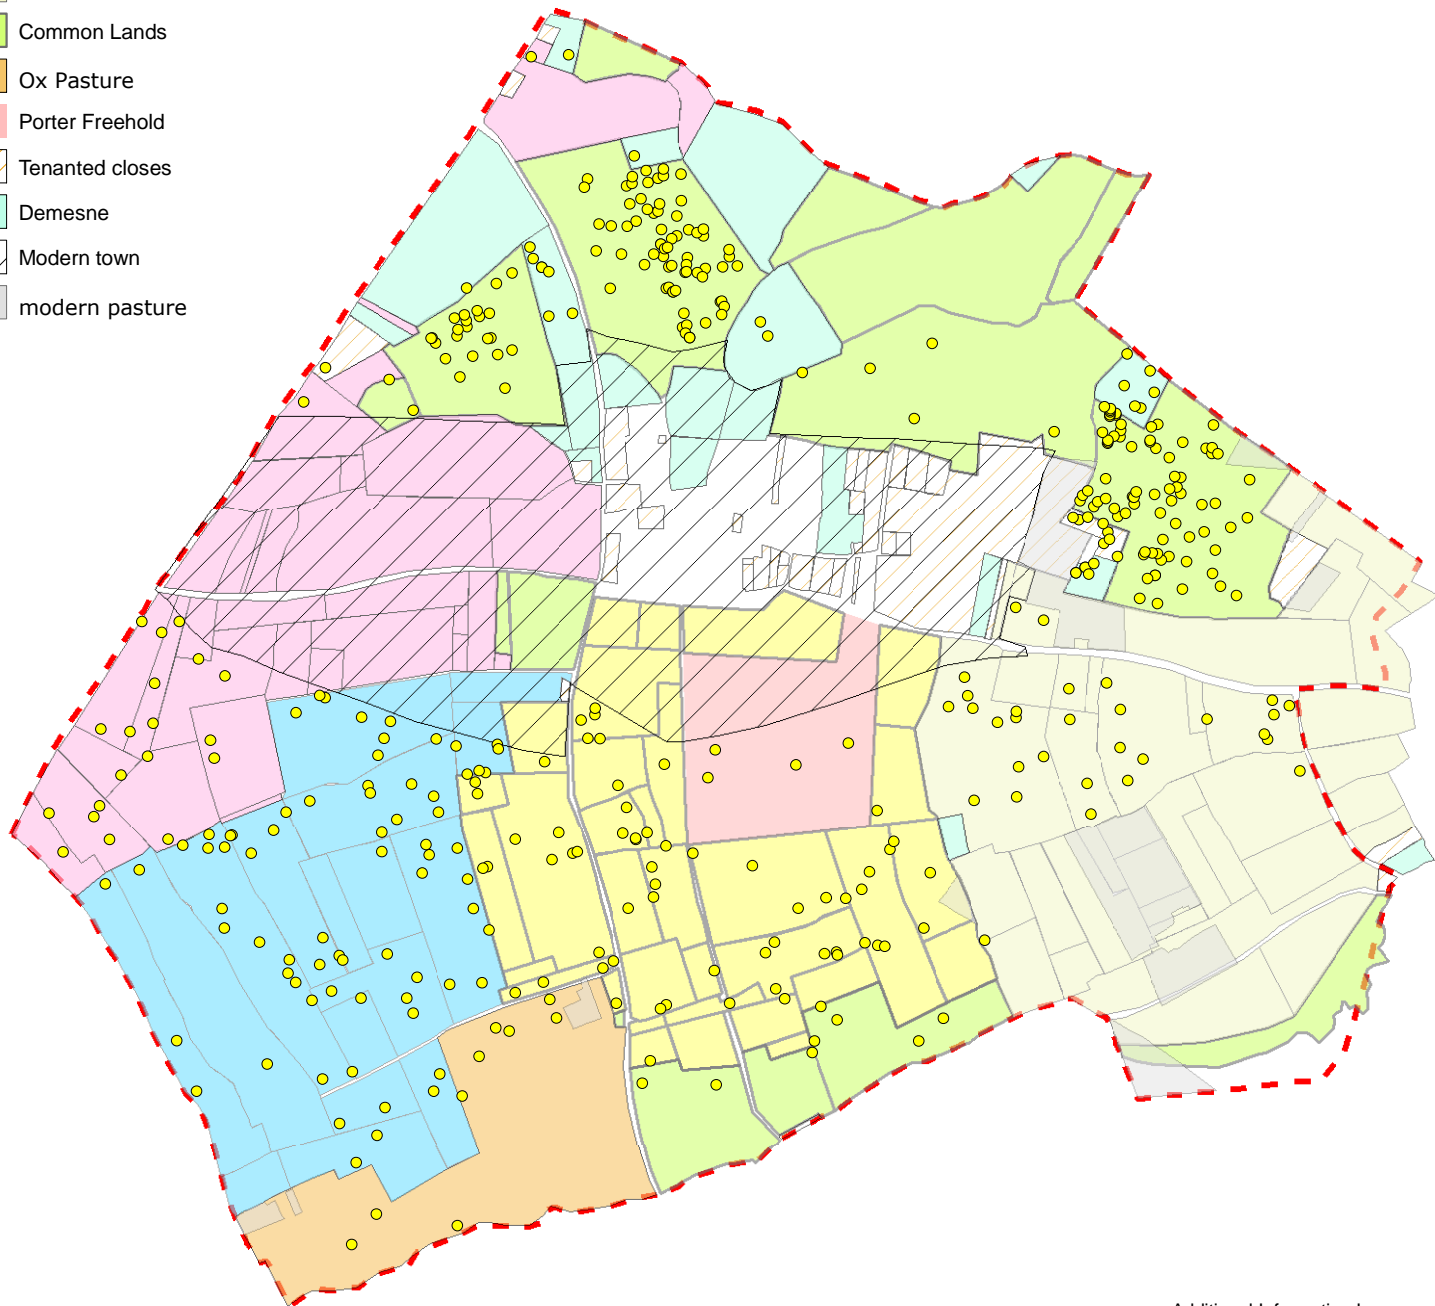 Common Lands
Ox Pasture
Porter Freehold
Tenanted closes
Demesne
Modern town
modern pasture